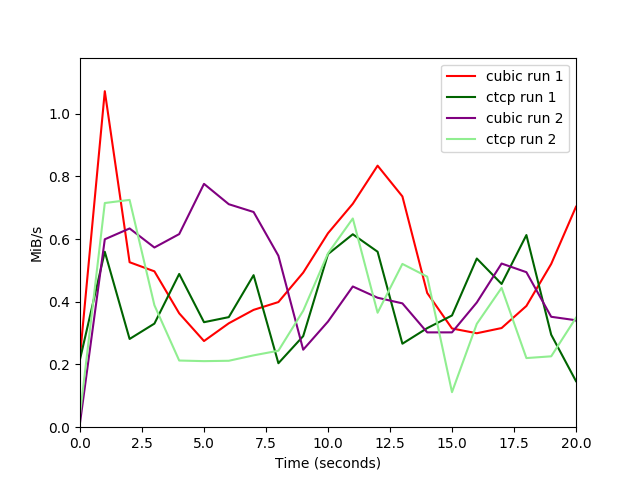 cubic run 1
ctcp run 1
cubic run 2
ctcp run 2
MiB/s
1.0
0.8
0.6
0.4
0.2
0.0
0.0 2.5 5.0 7.5 10.0 12.5 15.0 17.5 20.0
Time (seconds)